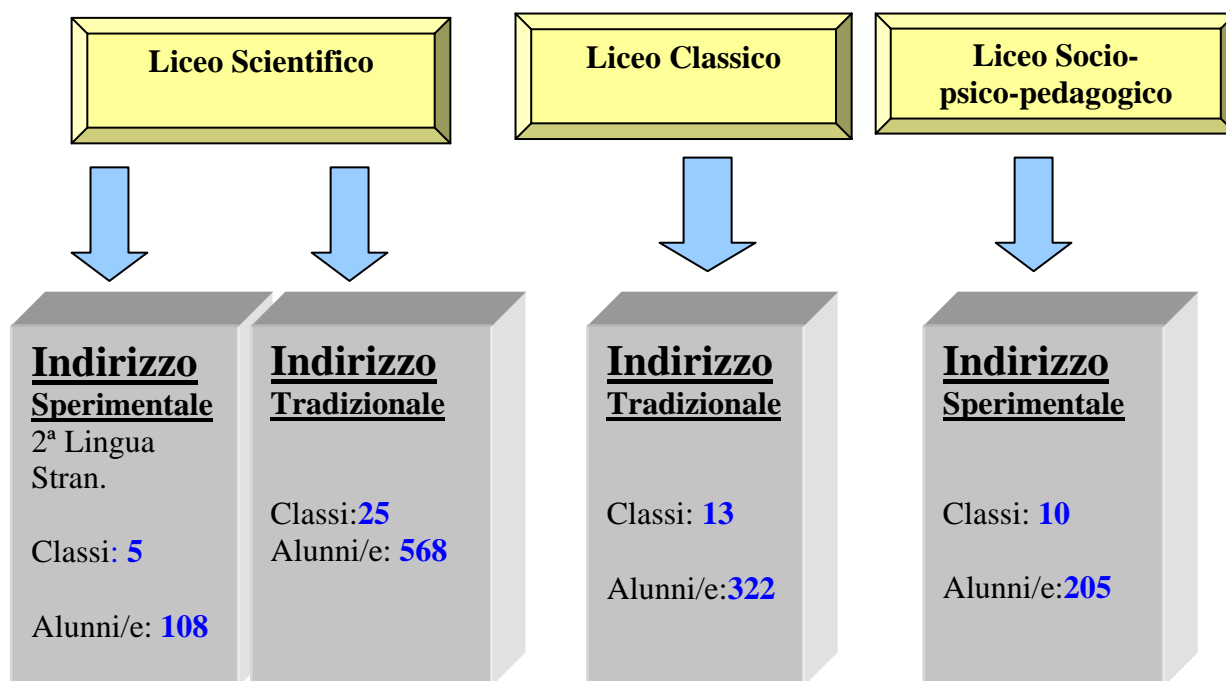 Liceo Scientifico
Liceo Classico
Liceo Socio-
psico-pedagogico
Indirizzo
Sperimentale
2ª Lingua
Stran.
Classi: 5
Alunni/e: 108
Indirizzo
Tradizionale
Classi:25
Alunni/e: 568
Indirizzo
Tradizionale
Classi: 13
Alunni/e:322
Indirizzo
Sperimentale
Classi: 10
Alunni/e:205